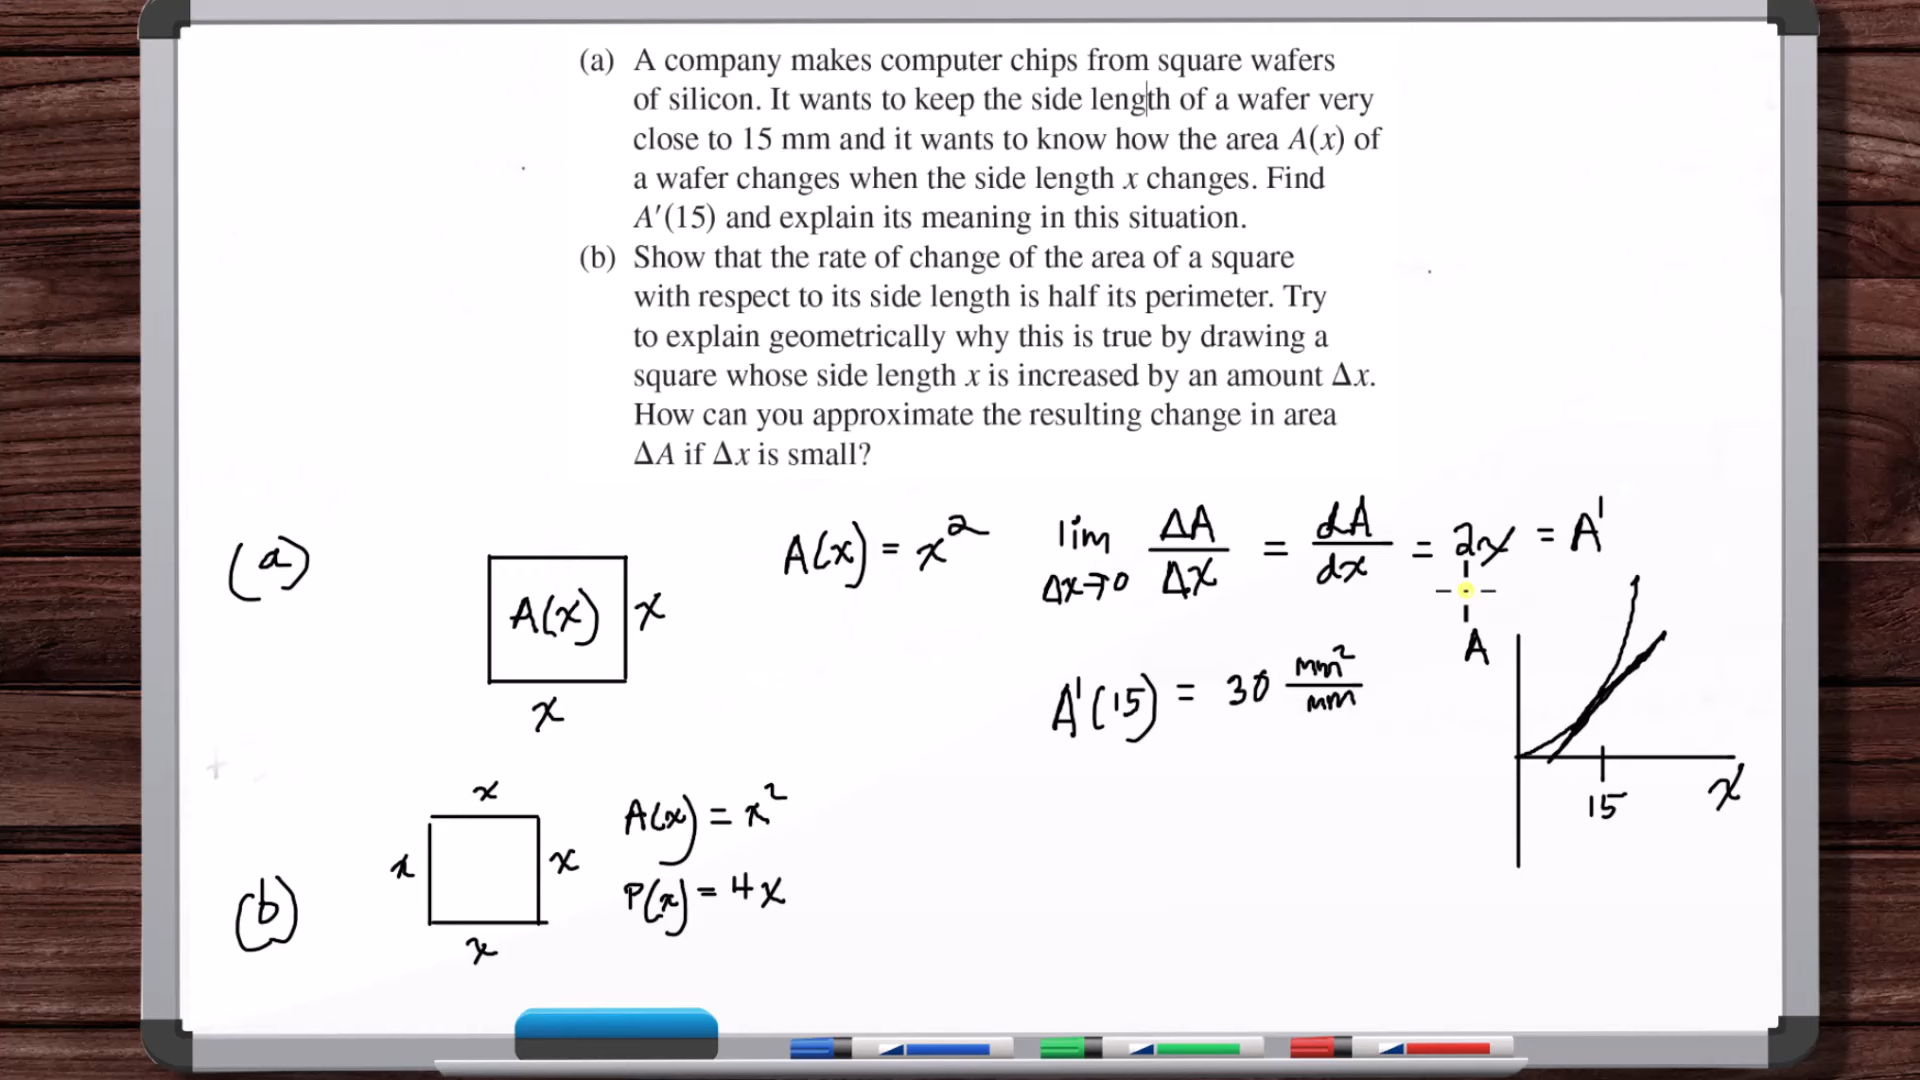 (a) A company makes computer chips from square wafers
of silicon. It wants to keep the side length of a wafer very
close to 15 mm and it wants to know how the area A(x) of
a wafer changes when the side length x changes. Find
A′(15) and explain its meaning in this situation.
(b) Show that the rate of change of the area of a square
with respect to its side length is half its perimeter. Try
to explain geometrically why this is true by drawing a
square whose side length x is increased by an amount Δx.
How can you approximate the resulting change in area
ΔA if Δx is small?
(a)
A(x)
x
x
A(x) = x²
lim Δx→0 ΔA/Δx = dA/dx = 2x = A'
A'(15) = 30 mm²/mm
A
15
x
(b)
x
x
x
x
A(x) = x²
P(x) = 4x